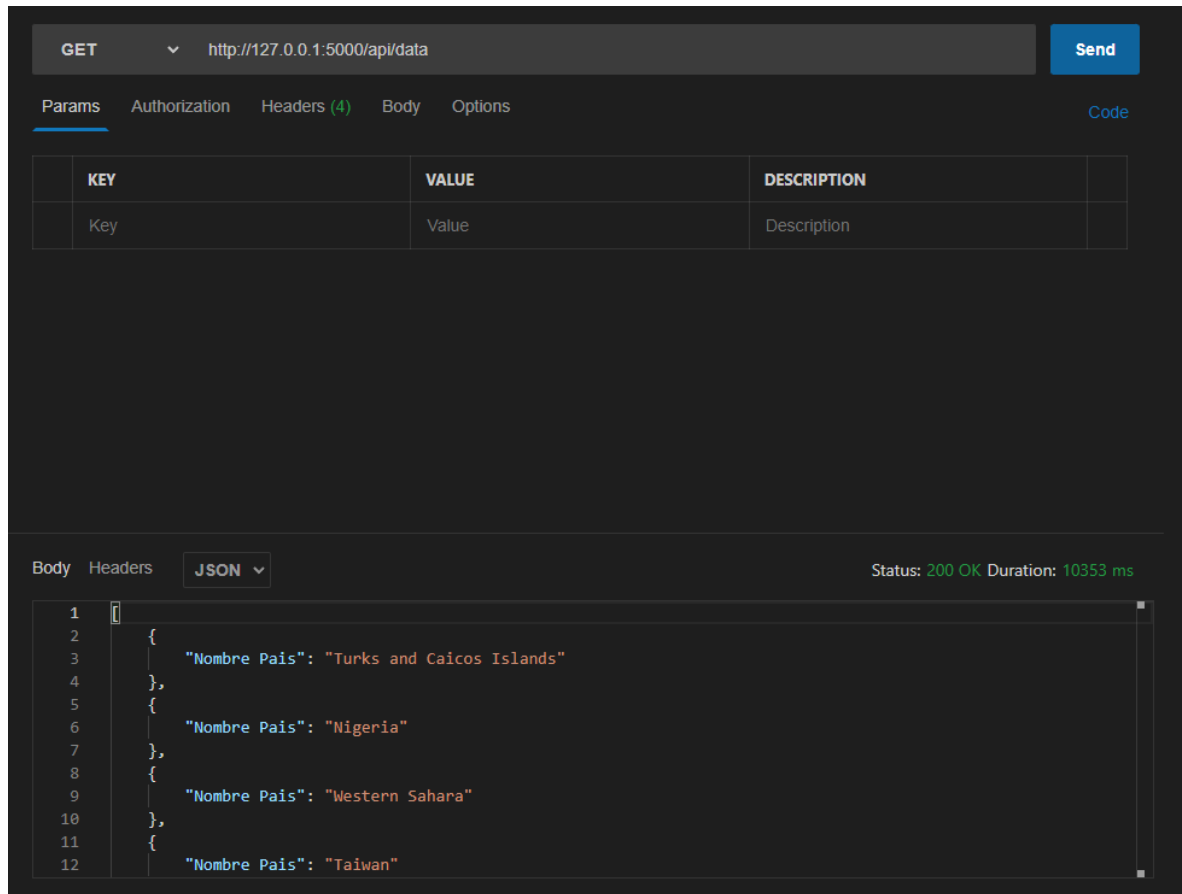 GET http://127.0.0.1:5000/api/data Send
Params Authorization Headers (4) Body Options Code
KEY VALUE DESCRIPTION
Key Value Description
Body Headers JSON Status: 200 OK Duration: 10353 ms
1 [
2 {
3 "Nombre Pais": "Turks and Caicos Islands"
4 },
5 {
6 "Nombre Pais": "Nigeria"
7 },
8 {
9 "Nombre Pais": "Western Sahara"
10 },
11 {
12 "Nombre Pais": "Taiwan"